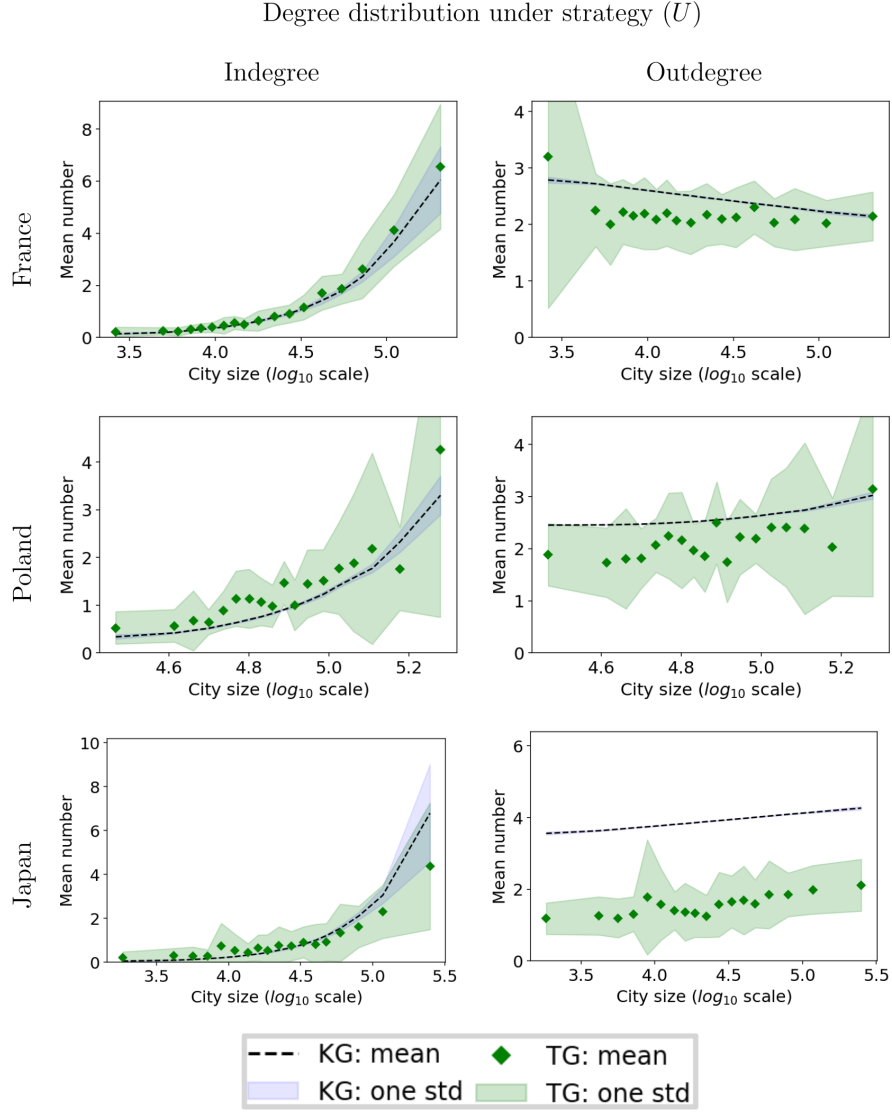 Degree distribution under strategy (U)
Indegree
Outdegree
France
Mean number
0
2
4
6
8
3.5
4.0
4.5
5.0
City size (log10 scale)
Mean number
0
1
2
3
4
3.5
4.0
4.5
5.0
City size (log10 scale)
Poland
Mean number
0
1
2
3
4
4.6
4.8
5.0
5.2
City size (log10 scale)
Mean number
0
1
2
3
4
4.6
4.8
5.0
5.2
City size (log10 scale)
Japan
Mean number
0
2
4
6
8
10
3.5
4.0
4.5
5.0
5.5
City size (log10 scale)
Mean number
0
2
4
6
3.5
4.0
4.5
5.0
5.5
City size (log10 scale)
KG: mean
TG: mean
KG: one std
TG: one std